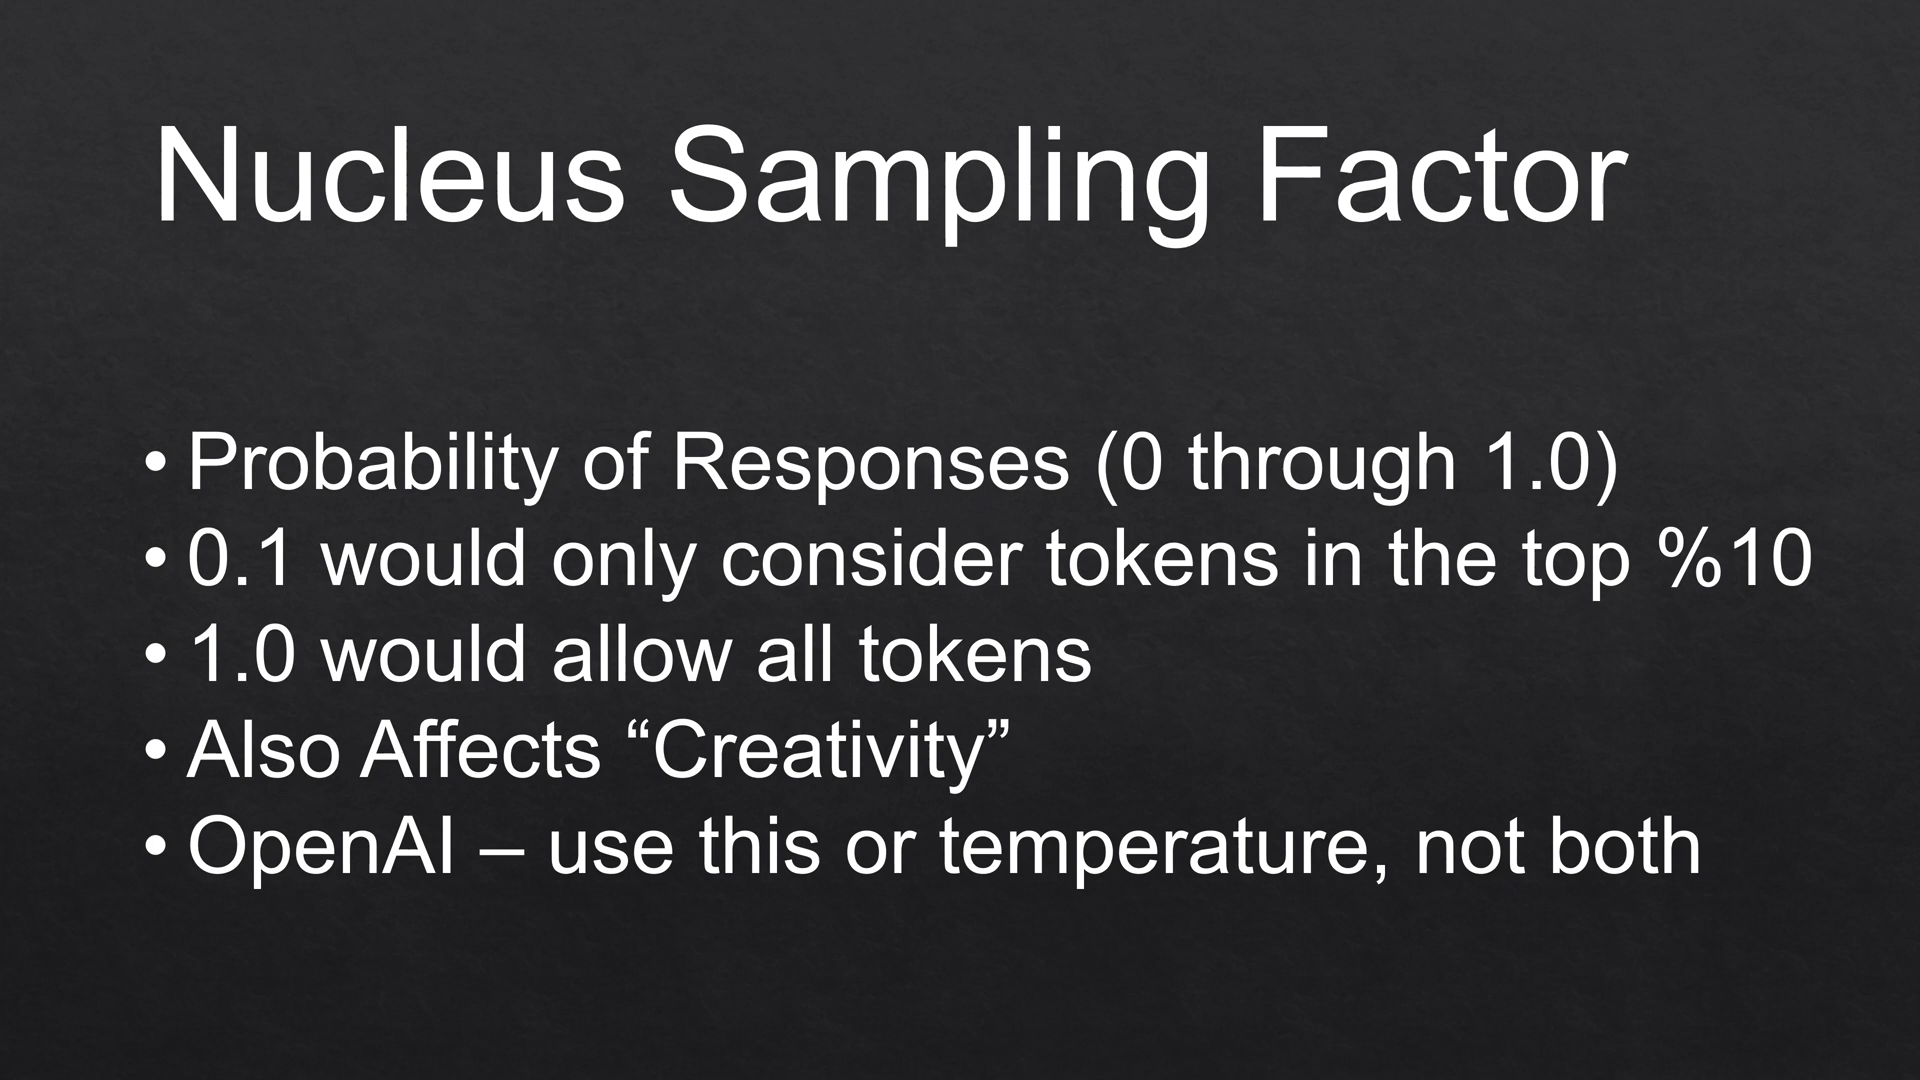 Nucleus Sampling Factor
• Probability of Responses (0 through 1.0)
• 0.1 would only consider tokens in the top %10
• 1.0 would allow all tokens
• Also Affects “Creativity”
• OpenAI – use this or temperature, not both